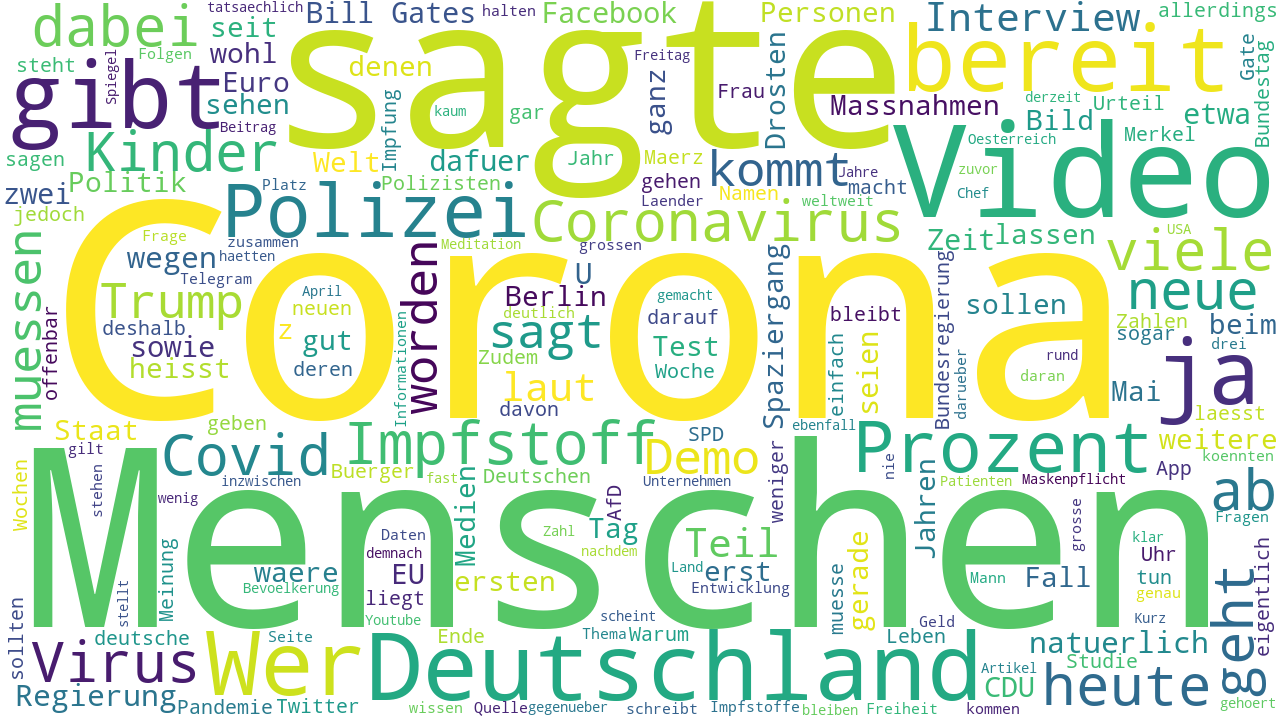 tatsaechlich
Bill Gates
halten
Facebook
Personen
Interview
allerdings
dabei
seit
sagte
bereit
Folgen
wohl
denen
Freitag
Gate
Bundestag
steht
Spiegel
gibt
Euro
ganz
Frau
Drosten
Massnahmen
derzeit
Urteil
etwa
sehen
Impfung
kaum
gar
Bild
Beitrag
Merkel
Oesterreich
sagen
Kinder
Welt
dafuer
Jahr
Maerz
kommt
Video
zwei
Politik
Platz
Polizisten
gehen
Namen
Jahre
macht
zuvor
Chef
jedoch
Polizei
Laender
weltweit
Coronavirus
Frage
zusammen
Meditation
grossen
Zeit
lassen
USA
viele
muessen
wegen
haetten
worden
U
Spaziergang
Telegram
Corona
Berlin
Bundesregierung
neue
Trump
April
neuen
gemacht
sollen
offenbar
deshalb
z
gut
deutlich
darauf
bleibt
Zahlen
beim
sowie
sagt
Test
sogar
drei
heisst
deren
Informationen
Zudem
Woche
einfach
seien
darueber
rund
daran
ja
laut
davon
Mai
laesst
Staat
geben
Impfstoff
SPD
ebenfall
Prozent
weitere
gilt
Covid
Buerger
fast
Deutschen
Demo
weniger
nie
koennten
Wochen
stehen
inzwischen
Medien
Unternehmen
Jahren
Patienten
Maskenpflicht
App
ab
wenig
AfD
Fragen
Menschen
Meinung
Daten
Zahl
Tag
Teil
grosse
klar
demnach
nachdem
gerade
Uhr
eigentlich
waere
EU
ersten
Land
erst
Mann
Fall
tun
geht
stellt
Bevoelkerung
liegt
Entwicklung
muesse
genau
sollten
Youtube
scheint
Geld
Kurz
deutsche
Seite
Ende
Thema
Warum
Leben
natuerlich
Virus
Wer
Deutschland
Studie
Artikel
CDU
heute
Regierung
Pandemie
Twitter
wissen
Quelle
gegenueber
schreibt
Impfstoffe
bleiben
Freiheit
kommen
gehoert